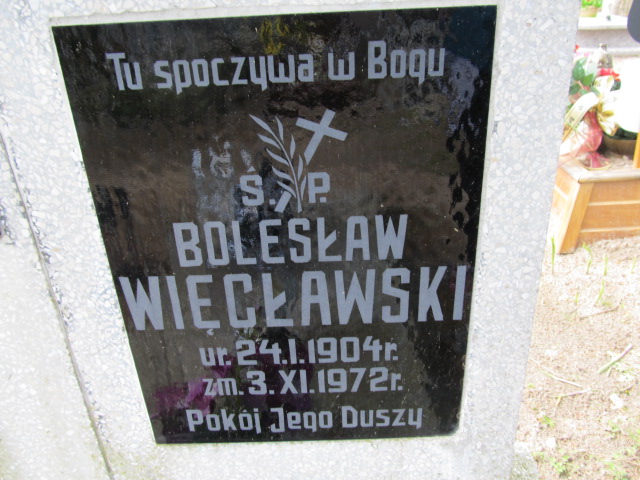 Tu spoczywa w Bogu
Ś. P.
BOLESŁAW
WIĘCŁAWSKI
ur. 24.I.1904r.
zm. 3.XI.1972r.
Pokój Jego Duszy